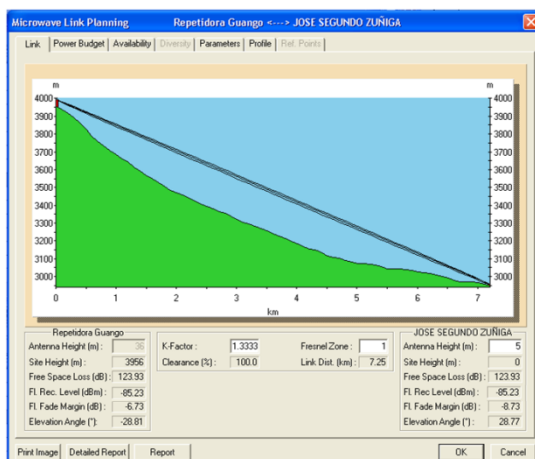 Microwave Link Planning Repetidora Guango <---> JOSE SEGUNDO ZUÑIGA
Link Power Budget Availability Diversity Parameters Profile Ref. Points
m m
4000 4000
3900 3900
3800 3800
3700 3700
3600 3600
3500 3500
3400 3400
3300 3300
3200 3200
3100 3100
3000 3000
0 1 2 3 4 5 6 7
km
Repetidora Guango
Antenna Height (m) : 36
Site Height (m) : 3956
Free Space Loss (dB) : 123.93
Fl. Rec. Level (dBm) : -85.23
Fl. Fade Margin (dB) : -6.73
Elevation Angle (°): -28.81
K-Factor : 1.3333 Fresnel Zone : 1
Clearance (%) : 100.0 Link Dist. (km) : 7.25
JOSE SEGUNDO ZUÑIGA
Antenna Height (m) : 5
Site Height (m) : 0
Free Space Loss (dB) : 123.93
Fl. Rec. Level (dBm) : -85.23
Fl. Fade Margin (dB) : -8.73
Elevation Angle (°): 28.77
Print Image Detailed Report Report OK Cancel